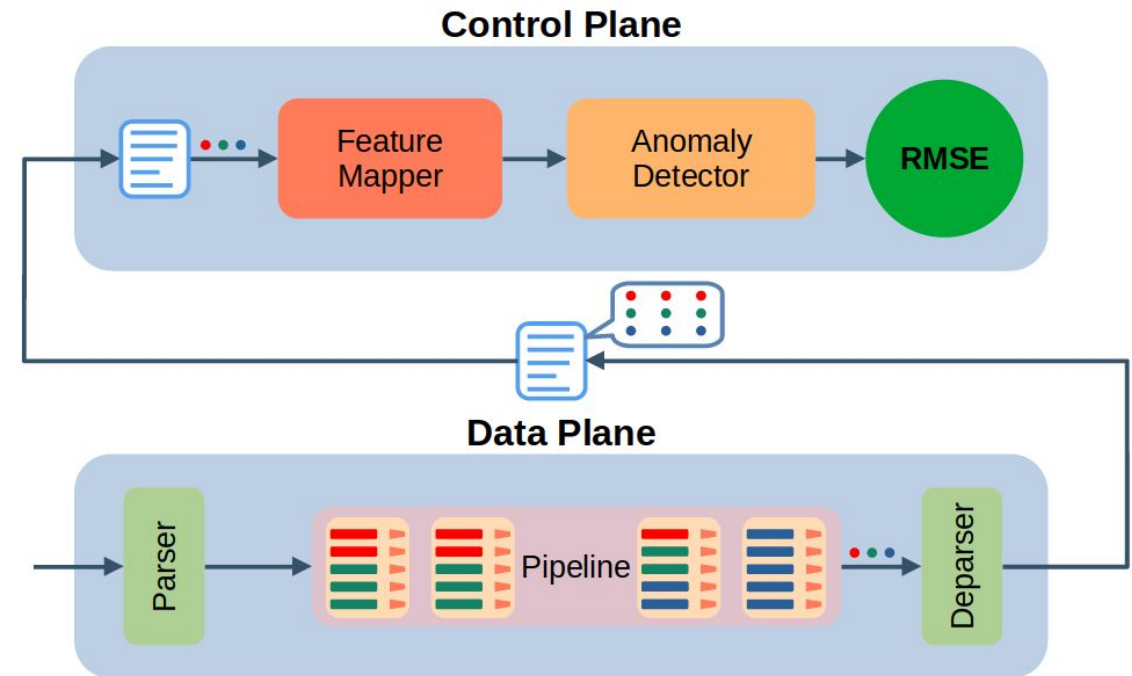 Control Plane
Feature
Mapper
Anomaly
Detector
RMSE
Data Plane
Parser
Pipeline
Deparser